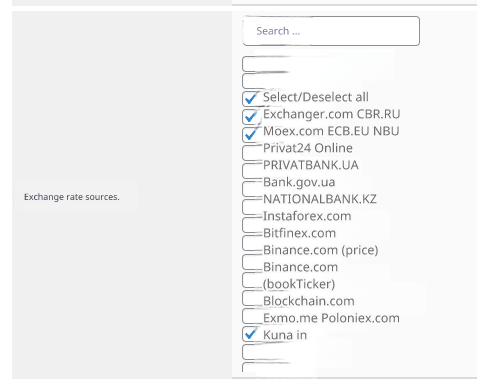 Search ...
Select/Deselect all
Exchanger.com CBR.RU
Moex.com ECB.EU NBU
Privat24 Online
PRIVATBANK.UA
Bank.gov.ua
Exchange rate sources.
NATIONALBANK.KZ
Instaforex.com
Bitfinex.com
Binance.com (price)
Binance.com
(bookTicker)
Blockchain.com
Exmo.me Poloniex.com
Kuna in